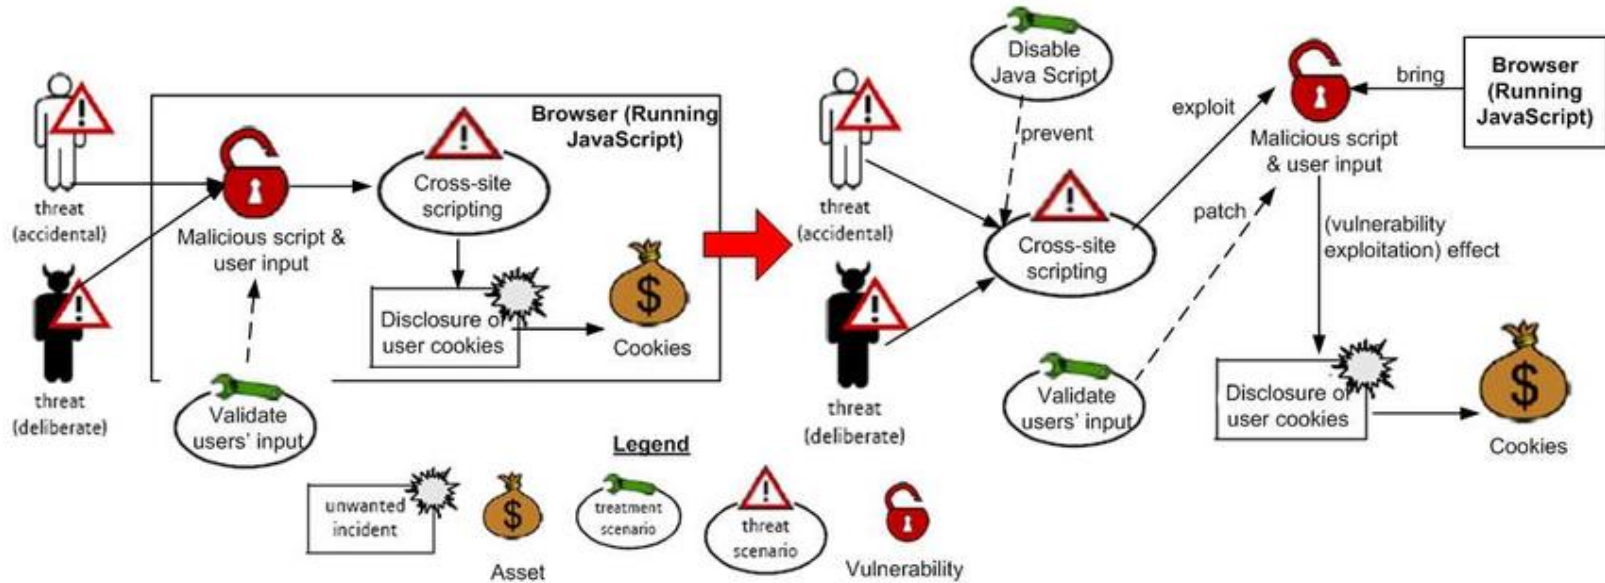 Browser (Running
JavaScript)
Cross-site
scripting
threat
(accidental)
Malicious script &
user input
Disclosure of
user cookies
$
Cookies
threat
(deliberate)
Validate
users' input
Disable
Java Script
prevent
exploit
bring
Browser
(Running
JavaScript)
Malicious script
& user input
threat
(accidental)
patch
Cross-site
scripting
(vulnerability
exploitation) effect
threat
(deliberate)
Validate
users' input
Disclosure of
user cookies
$
Cookies
Legend
unwanted
incident
$
Asset
treatment
scenario
threat
scenario
Vulnerability